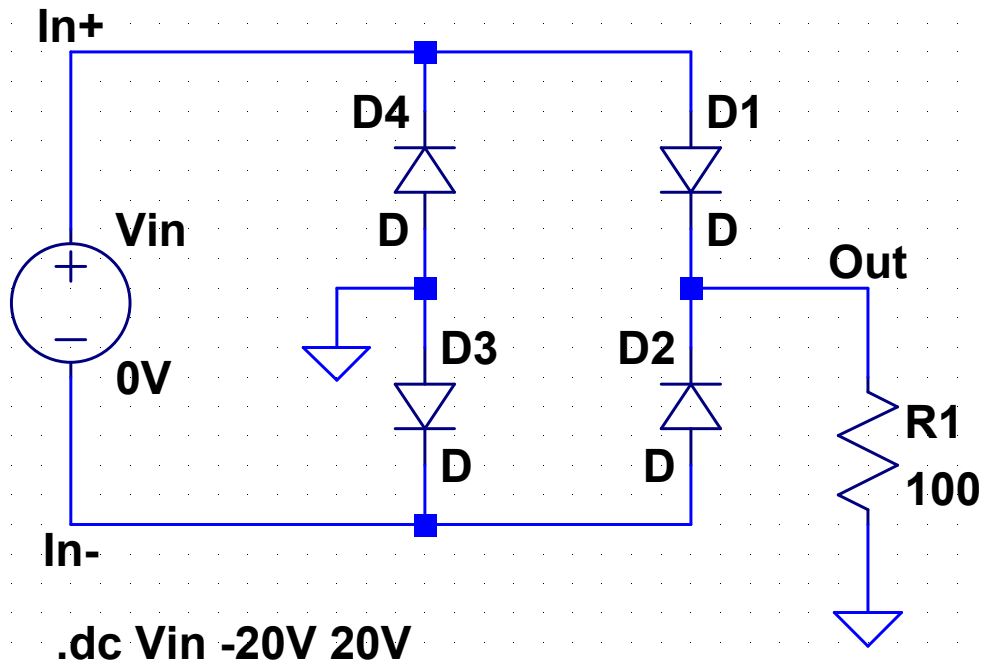 In+
D4
D1
Vin
D
D
Out
D3
D2
0V
R1
D
D
100
In-
.dc Vin -20V 20V